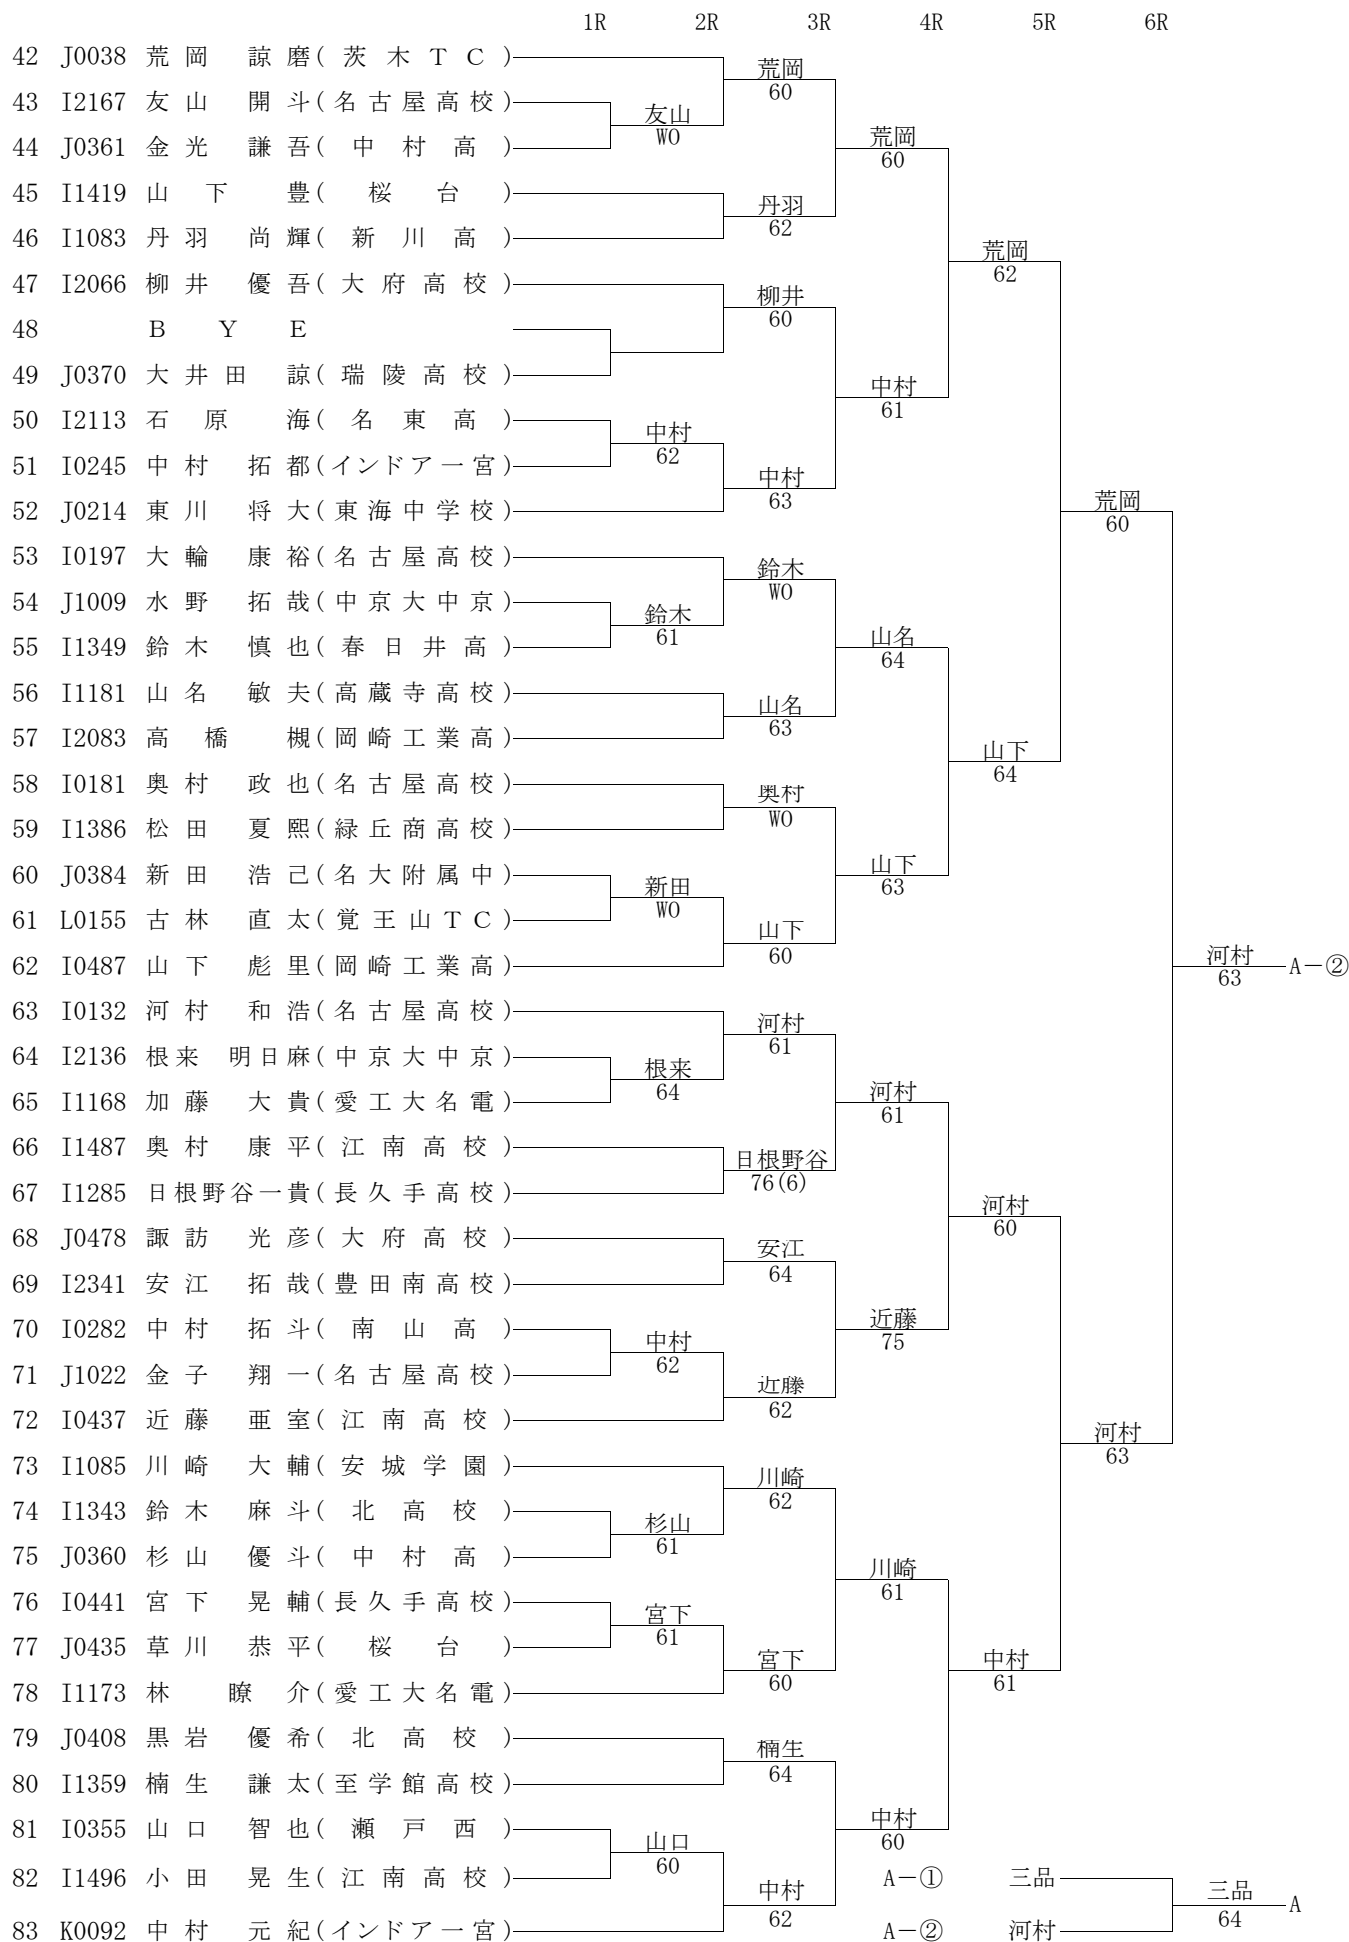 1R 2R 3R 4R 5R 6R
42 J0038 荒岡 諒磨(茨木TC)
荒岡
60
43 I2167 友山 開斗(名古屋高校)
友山
WO
荒岡
60
44 J0361 金光 謙吾(中村高)
45 I1419 山下 豊(桜台)
丹羽
62
46 I1083 丹羽 尚輝(新川高)
荒岡
62
47 I2066 柳井 優吾(大府高校)
柳井
60
48 BYE
49 J0370 大井田 諒(瑞陵高校)
中村
61
50 I2113 石原 海(名東高)
中村
62
51 I0245 中村 拓都(インドア一宮)
中村
63
52 J0214 東川 将大(東海中学校)
荒岡
60
53 I0197 大輪 康裕(名古屋高校)
鈴木
WO
54 J1009 水野 拓哉(中京大中京)
鈴木
61
55 I1349 鈴木 慎也(春日井高)
山名
64
56 I1181 山名 敏夫(高蔵寺高校)
山名
63
57 I2083 高橋 槻(岡崎工業高)
山下
64
58 I0181 奥村 政也(名古屋高校)
奥村
WO
59 I1386 松田 夏熙(緑丘商高校)
60 J0384 新田 浩己(名大附属中)
山下
63
新田
WO
61 L0155 古林 直太(覚王山TC)
山下
60
62 I0487 山下 彪里(岡崎工業高)
河村
63
A-②
63 I0132 河村 和浩(名古屋高校)
河村
61
64 I2136 根来 明日麻(中京大中京)
根来
64
65 I1168 加藤 大貴(愛工大名電)
河村
61
66 I1487 奥村 康平(江南高校)
日根野谷
76(6)
67 I1285 日根野谷一貴(長久手高校)
河村
60
68 J0478 諏訪 光彦(大府高校)
安江
64
69 I2341 安江 拓哉(豊田南高校)
70 I0282 中村 拓斗(南山高)
近藤
75
中村
62
71 J1022 金子 翔一(名古屋高校)
近藤
62
72 I0437 近藤 亜室(江南高校)
河村
63
73 I1085 川崎 大輔(安城学園)
川崎
62
74 I1343 鈴木 麻斗(北高校)
杉山
61
75 J0360 杉山 優斗(中村高)
川崎
61
76 I0441 宮下 晃輔(長久手高校)
宮下
61
77 J0435 草川 恭平(桜台)
宮下
60
中村
61
78 I1173 林 瞭介(愛工大名電)
79 J0408 黒岩 優希(北高校)
楠生
64
80 I1359 楠生 謙太(至学館高校)
81 I0355 山口 智也(瀬戸西)
中村
60
山口
60
82 I1496 小田 晃生(江南高校)
中村
62
A-① 三品
三品
64
A
83 K0092 中村 元紀(インドア一宮)
A-② 河村